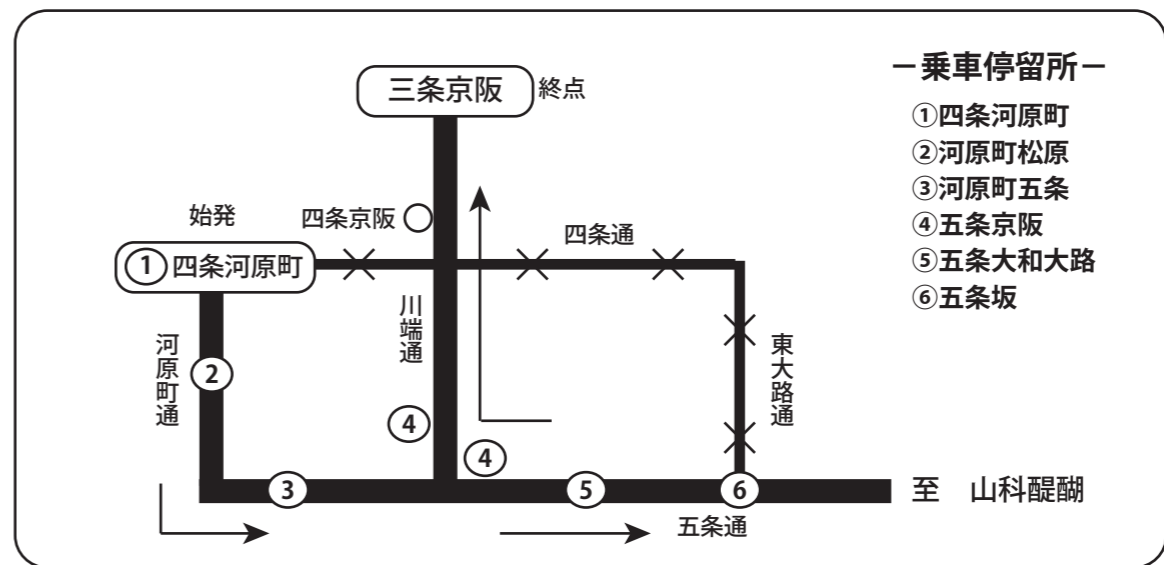 三条京阪
終点
始発
四条京阪
四条通
①四条河原町
川端通
河原町通
②
東大路通
④
④
③
⑤
⑥
至　山科醍醐
五条通
－乗車停留所－
①四条河原町
②河原町松原
③河原町五条
④五条京阪
⑤五条大和大路
⑥五条坂